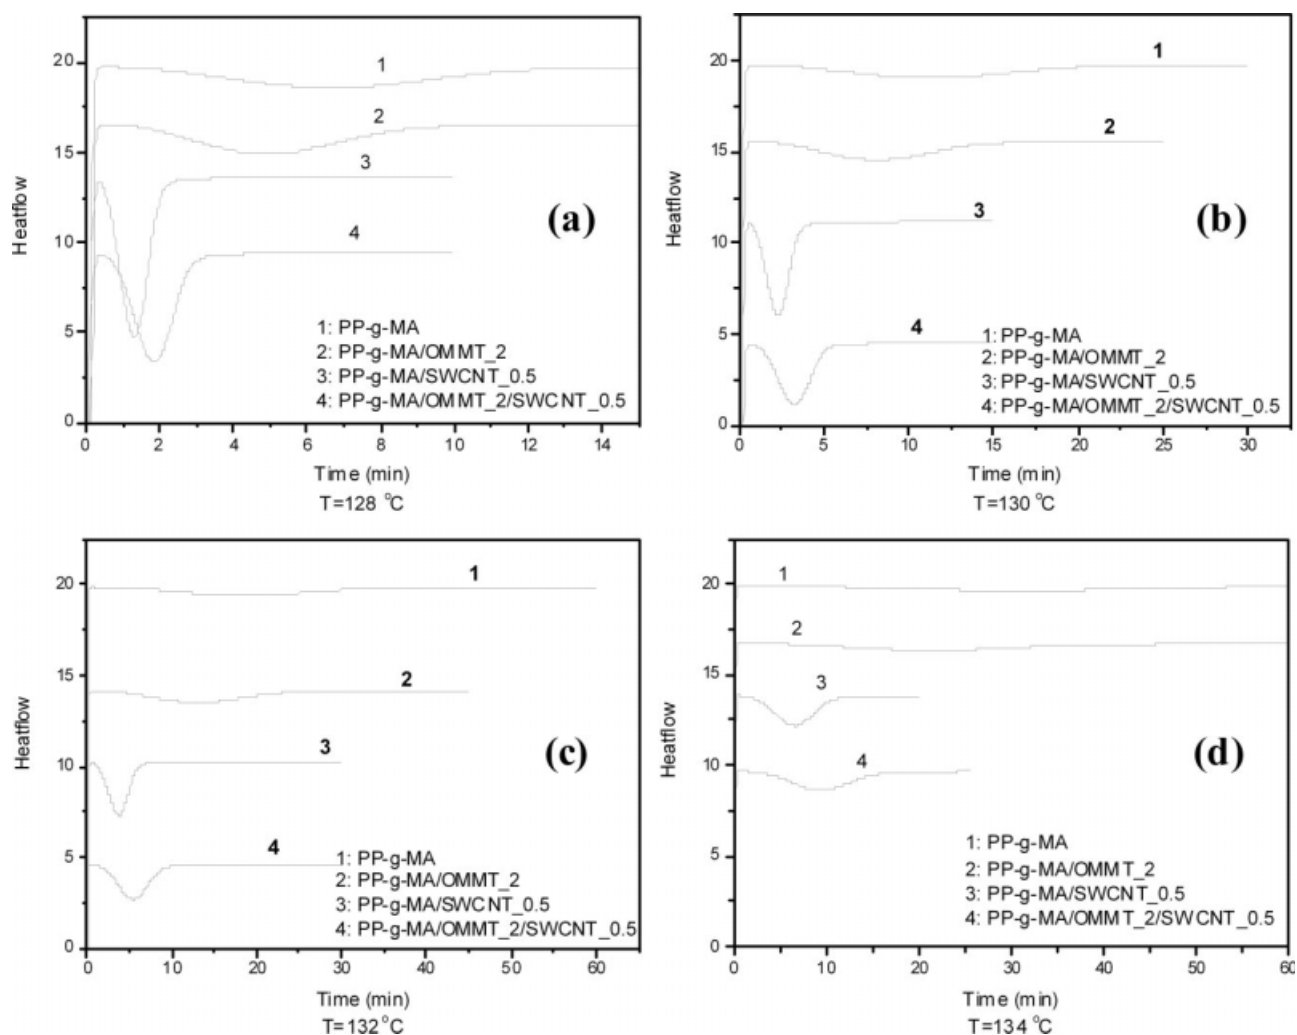 20
15
10
5
0
Heatflow
1
2
3
4
(a)
1: PP-g-MA
2: PP-g-MA/OMMT_2
3: PP-g-MA/SWCNT_0.5
4: PP-g-MA/OMMT_2/SWCNT_0.5
0 2 4 6 8 10 12 14
Time (min)
T=128 °C
20
15
10
5
0
Heatflow
1
2
3
4
(b)
1: PP-g-MA
2: PP-g-MA/OMMT_2
3: PP-g-MA/SWCNT_0.5
4: PP-g-MA/OMMT_2/SWCNT_0.5
0 5 10 15 20 25 30
Time (min)
T=130 °C
20
15
10
5
0
Heatflow
1
2
3
4
(c)
1: PP-g-MA
2: PP-g-MA/OMMT_2
3: PP-g-MA/SWCNT_0.5
4: PP-g-MA/OMMT_2/SWCNT_0.5
0 10 20 30 40 50 60
Time (min)
T=132 °C
20
15
10
5
0
Heatflow
1
2
3
4
(d)
1: PP-g-MA
2: PP-g-MA/OMMT_2
3: PP-g-MA/SWCNT_0.5
4: PP-g-MA/OMMT_2/SWCNT_0.5
0 10 20 30 40 50 60
Time (min)
T=134 °C